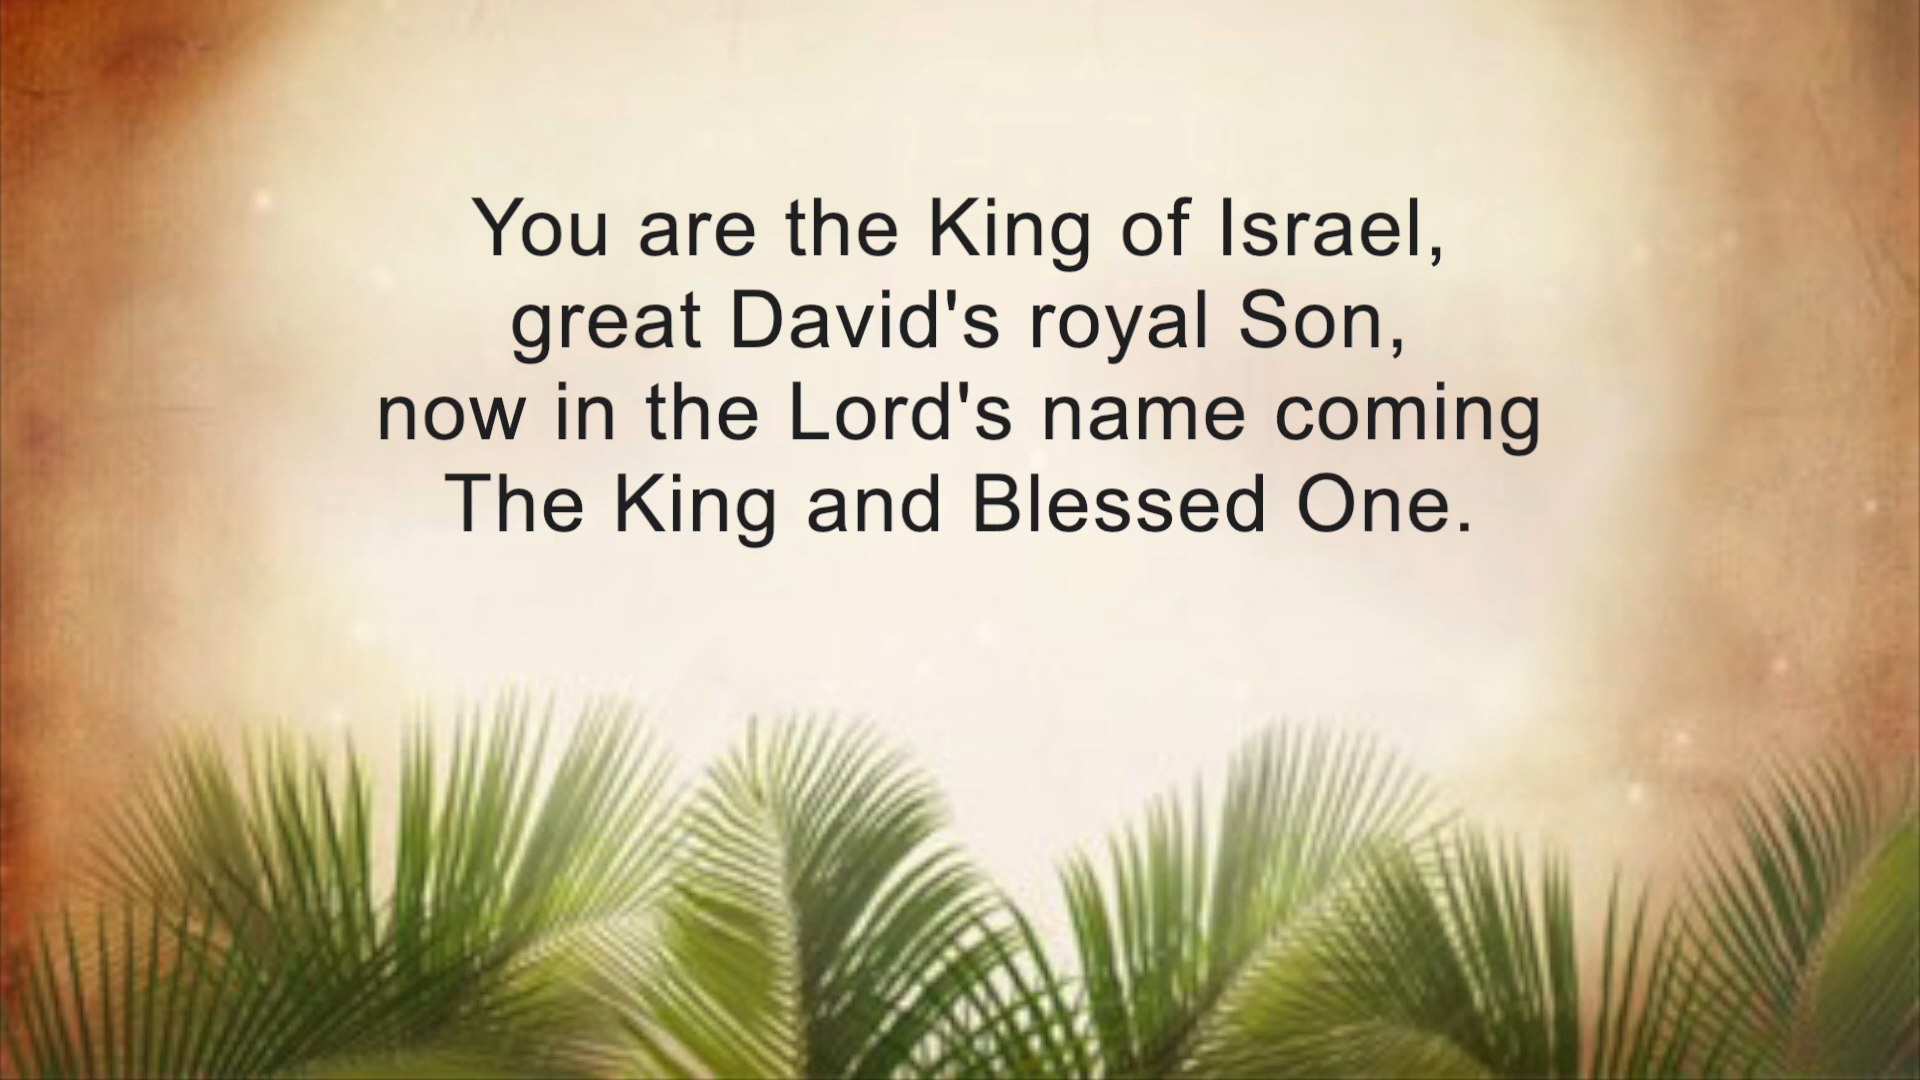 You are the King of Israel,
great David's royal Son,
now in the Lord's name coming
The King and Blessed One.